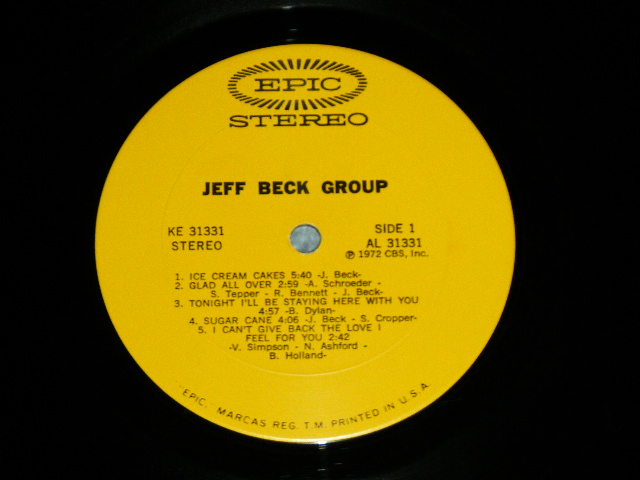 EPIC
STEREO
JEFF BECK GROUP
KE 31331
STEREO
SIDE 1
AL 31331
℗ 1972 CBS, Inc.
1. ICE CREAM CAKES 5:40 -J. Beck-
2. GLAD ALL OVER 2:59 -A. Schroeder -
S. Tepper - R. Bennett - J. Beck-
3. TONIGHT I'LL BE STAYING HERE WITH YOU
4:57 -B. Dylan-
4. SUGAR CANE 4:06 -J. Beck - S. Cropper-
5. I CAN'T GIVE BACK THE LOVE I
FEEL FOR YOU 2:42
-V. Simpson - N. Ashford -
B. Holland-
"EPIC," MARCAS REG. T.M. PRINTED IN U.S.A.